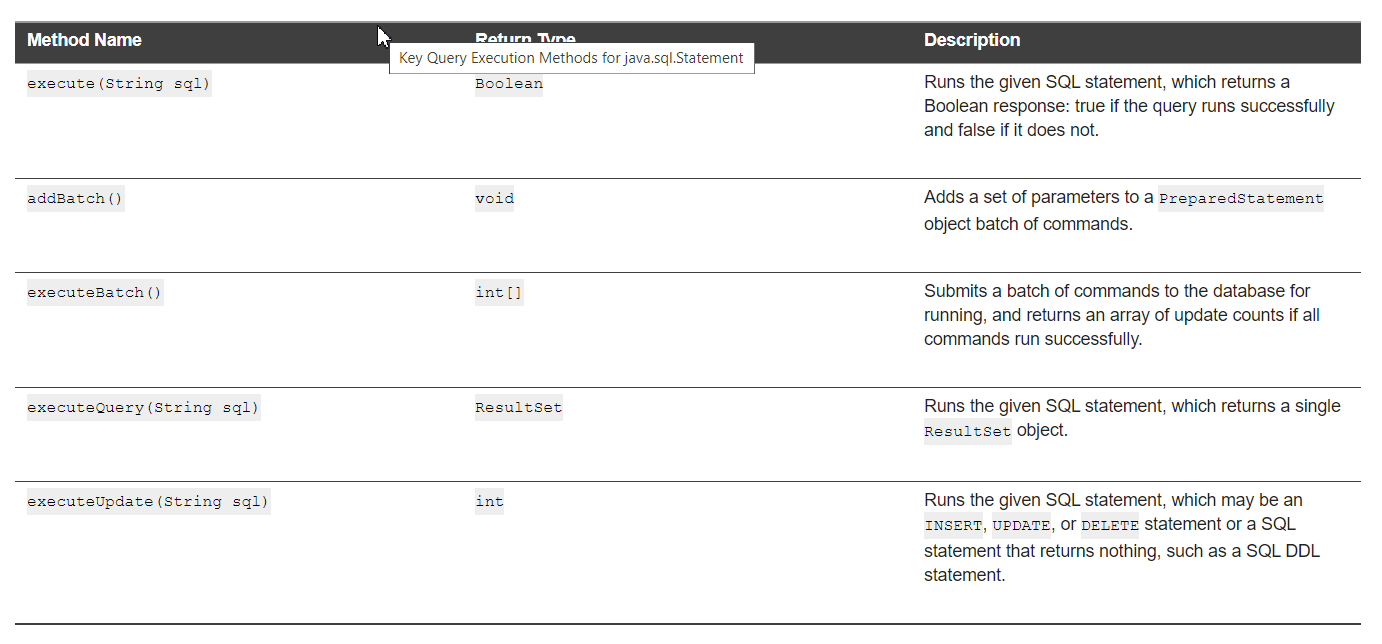 Method Name Return Type Description
Key Query Execution Methods for java.sql.Statement
execute(String sql) Boolean Runs the given SQL statement, which returns a
Boolean response: true if the query runs successfully
and false if it does not.
addBatch() void Adds a set of parameters to a PreparedStatement
object batch of commands.
executeBatch() int[] Submits a batch of commands to the database for
running, and returns an array of update counts if all
commands run successfully.
executeQuery(String sql) ResultSet Runs the given SQL statement, which returns a single
ResultSet object.
executeUpdate(String sql) int Runs the given SQL statement, which may be an
INSERT, UPDATE, or DELETE statement or a SQL
statement that returns nothing, such as a SQL DDL
statement.